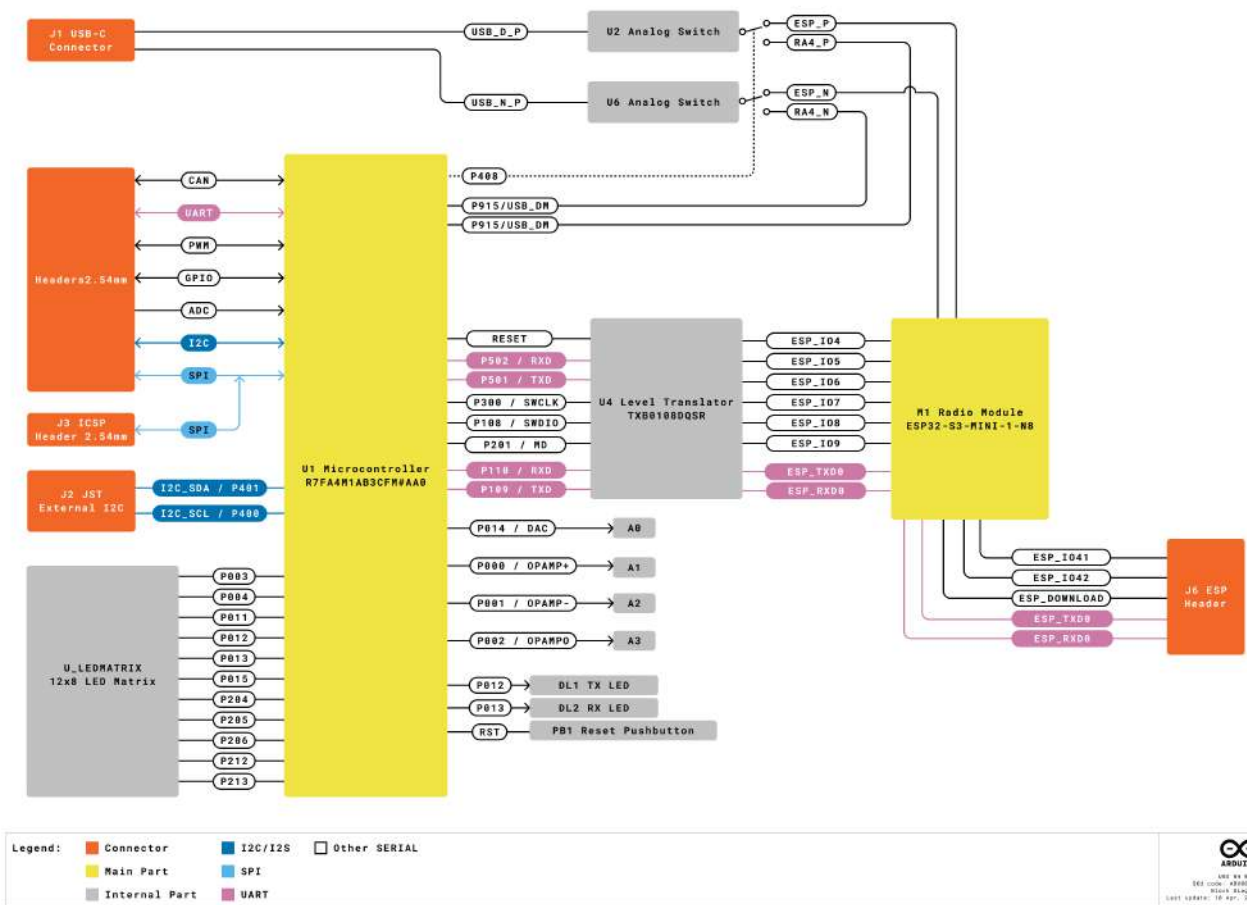 J1 USB-C
Connector
USB_D_P
U2 Analog Switch
ESP_P
RA4_P
USB_N_P
U6 Analog Switch
ESP_N
RA4_N
Headers2.54mm
CAN
UART
PWM
GPIO
ADC
I2C
SPI
J3 ICSP
Header 2.54mm
SPI
J2 JST
External I2C
I2C_SDA / P401
I2C_SCL / P400
U_LEDMATRIX
12x8 LED Matrix
P003
P004
P011
P012
P013
P015
P204
P205
P206
P212
P213
U1 Microcontroller
R7FA4M1AB3CFM#AA0
P408
P915/USB_DM
P915/USB_DM
RESET
P502 / RXD
P501 / TXD
P300 / SWCLK
P108 / SWDIO
P201 / MD
P110 / RXD
P109 / TXD
U4 Level Translator
TXB0108DQSR
ESP_IO4
ESP_IO5
ESP_IO6
ESP_IO7
ESP_IO8
ESP_IO9
ESP_TXD0
ESP_RXD0
M1 Radio Module
ESP32-S3-MINI-1-N8
P014 / DAC
A0
P000 / OPAMP+
A1
P001 / OPAMP-
A2
P002 / OPAMPO
A3
P012
DL1 TX LED
P013
DL2 RX LED
RST
PB1 Reset Pushbutton
ESP_IO41
ESP_IO42
ESP_DOWNLOAD
ESP_TXD0
ESP_RXD0
J6 ESP
Header
Legend:
Connector
Main Part
Internal Part
I2C/I2S
SPI
UART
Other SERIAL